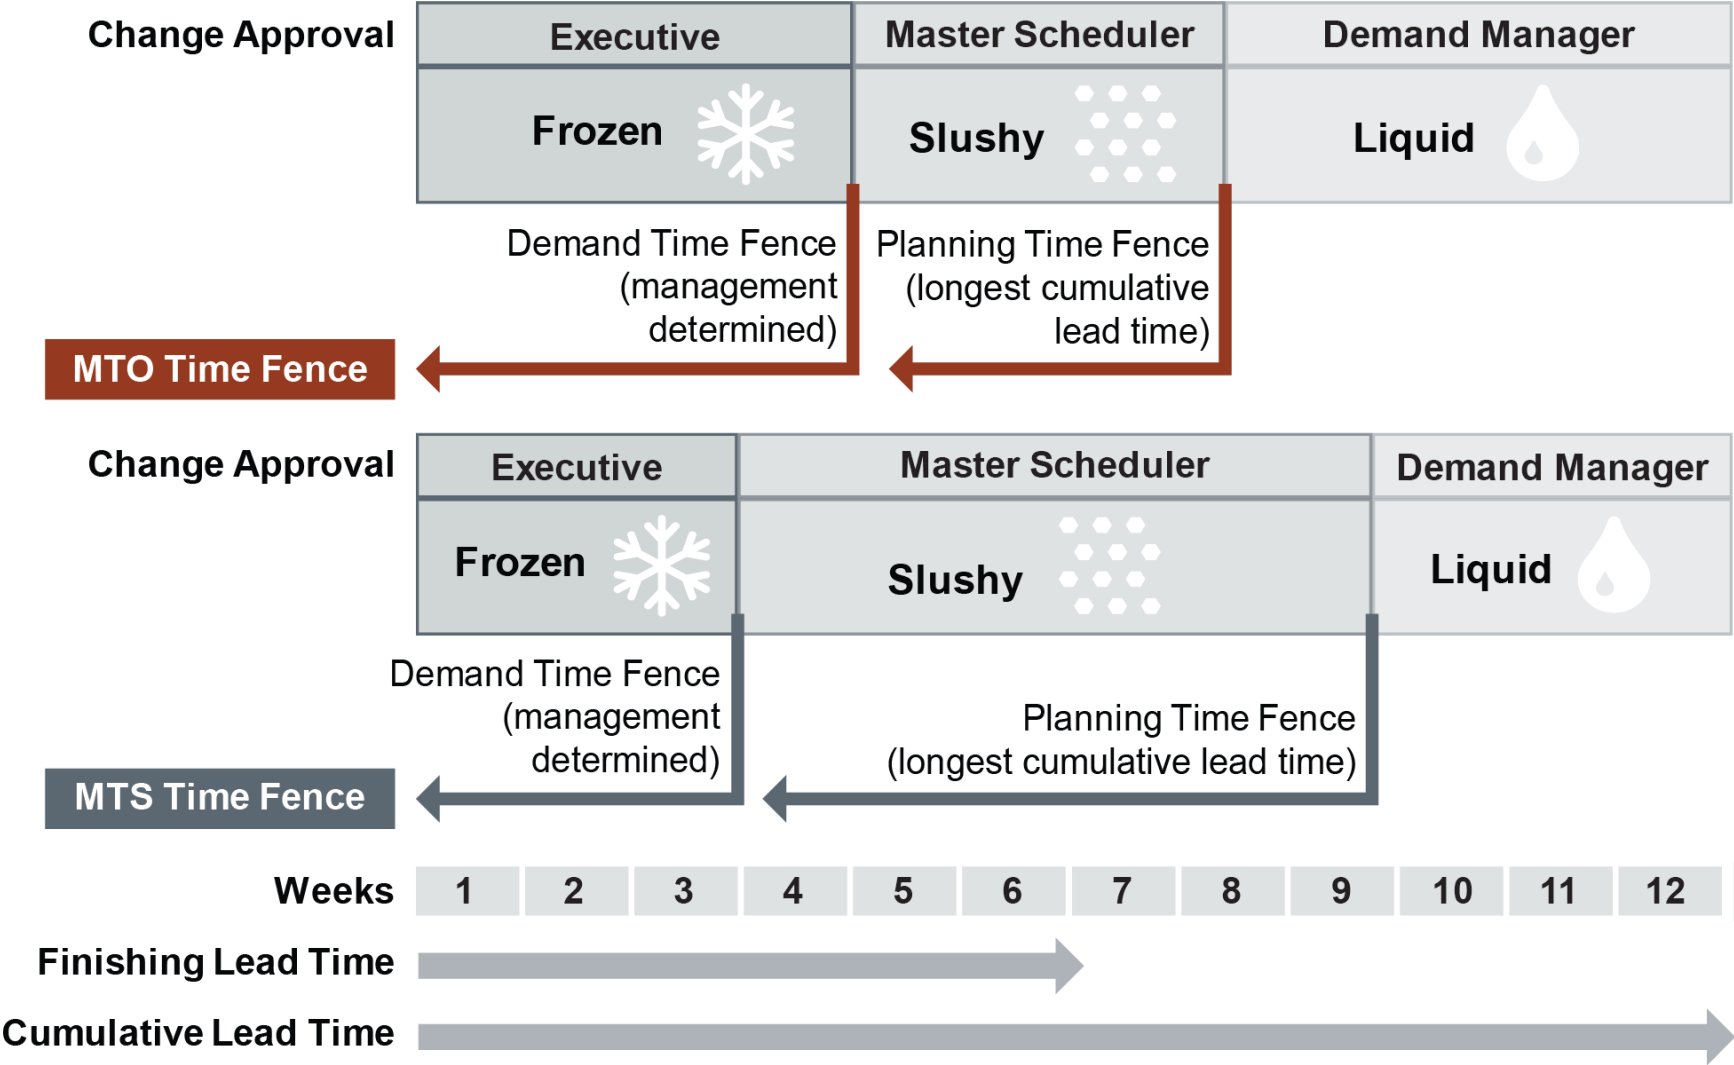 Change Approval
Executive
Master Scheduler
Demand Manager
Frozen
Slushy
Liquid
Demand Time Fence
(management
determined)
Planning Time Fence
(longest cumulative
lead time)
MTO Time Fence
Change Approval
Executive
Master Scheduler
Demand Manager
Frozen
Slushy
Liquid
Demand Time Fence
(management
determined)
Planning Time Fence
(longest cumulative lead time)
MTS Time Fence
Weeks 1 2 3 4 5 6 7 8 9 10 11 12
Finishing Lead Time
Cumulative Lead Time